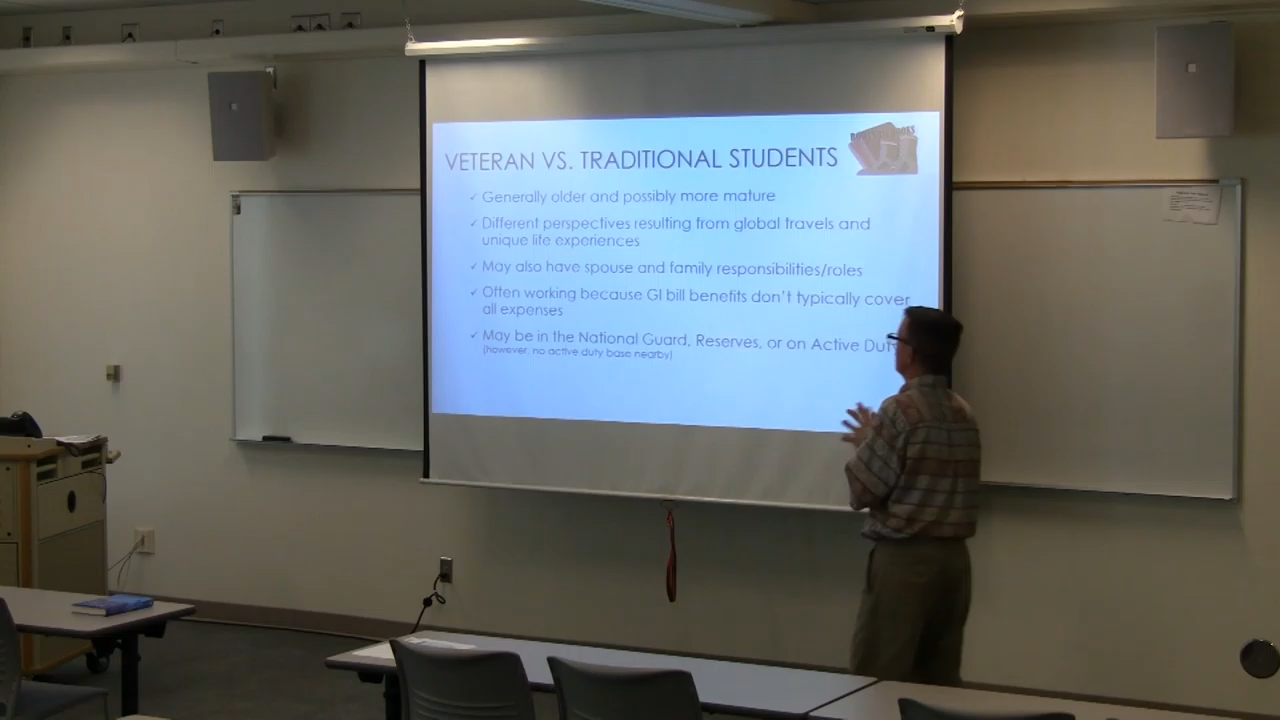 VETERAN VS. TRADITIONAL STUDENTS
✓ Generally older and possibly more mature
✓ Different perspectives resulting from global travels and
unique life experiences
✓ May also have spouse and family responsibilities/roles
✓ Often working because GI bill benefits don't typically cover
all expenses
✓ May be in the National Guard, Reserves, or on Active Dut
(however, no active duty base nearby)